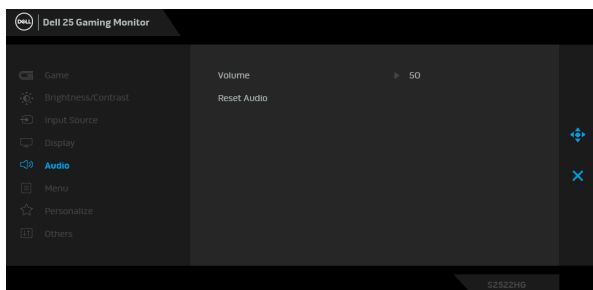 DELL
Dell 25 Gaming Monitor
Game
Volume 50
Brightness/Contrast
Reset Audio
Input Source
Display
Audio
Menu
Personalize
Others
S2522HG